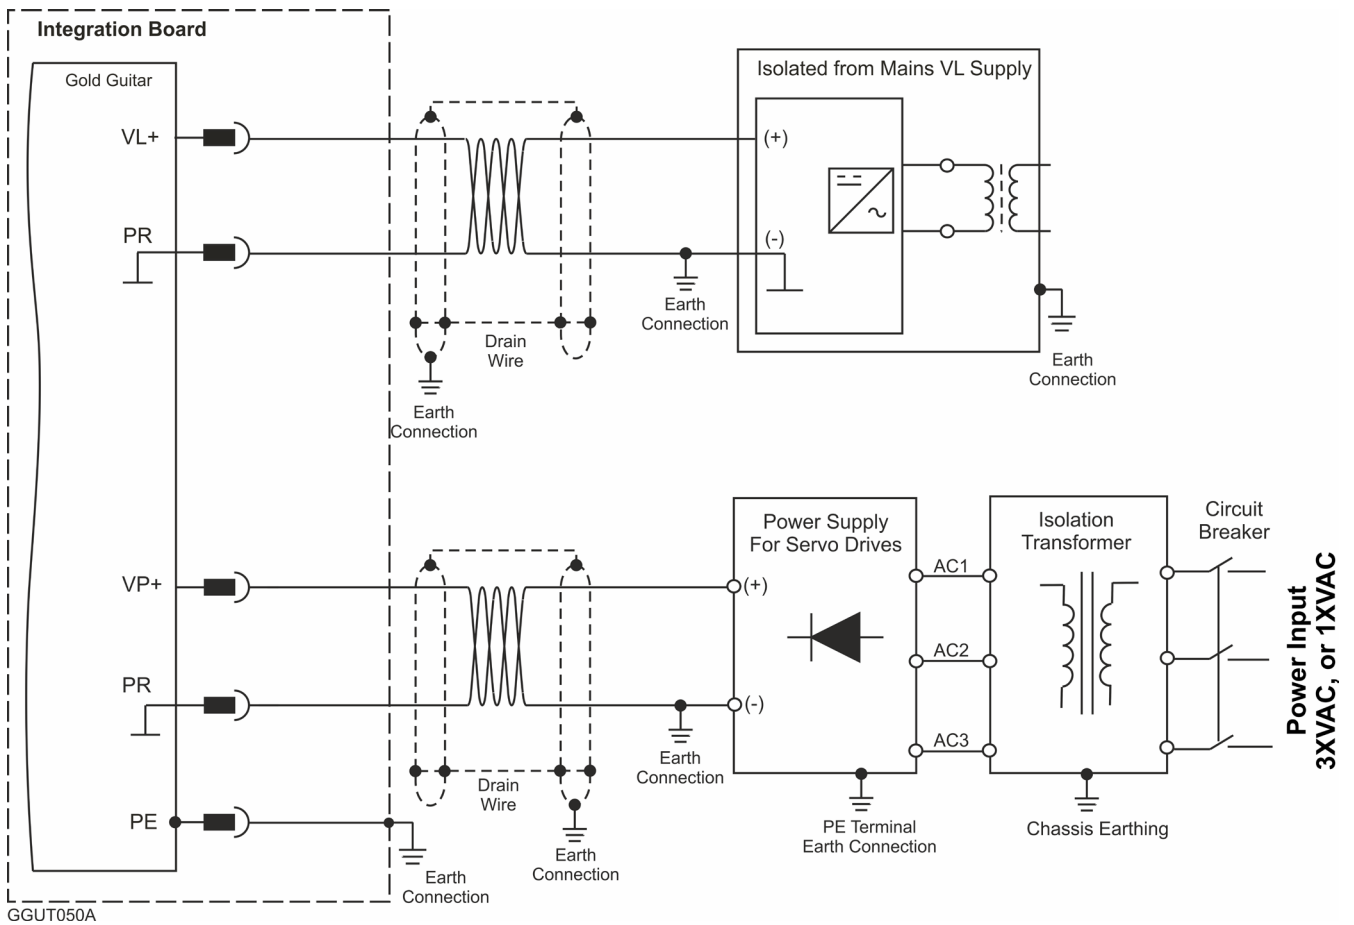 Integration Board
Gold Guitar
VL+
PR
Drain
Wire
Earth
Connection
Earth
Connection
Isolated from Mains VL Supply
(+)
(-)
Earth
Connection
VP+
PR
PE
Drain
Wire
Earth
Connection
Earth
Connection
Earth
Connection
Power Supply
For Servo Drives
(+)
(-)
PE Terminal
Earth Connection
AC1
AC2
AC3
Isolation
Transformer
Chassis Earthing
Circuit
Breaker
Power Input
3XVAC, or 1XVAC
GGUT050A